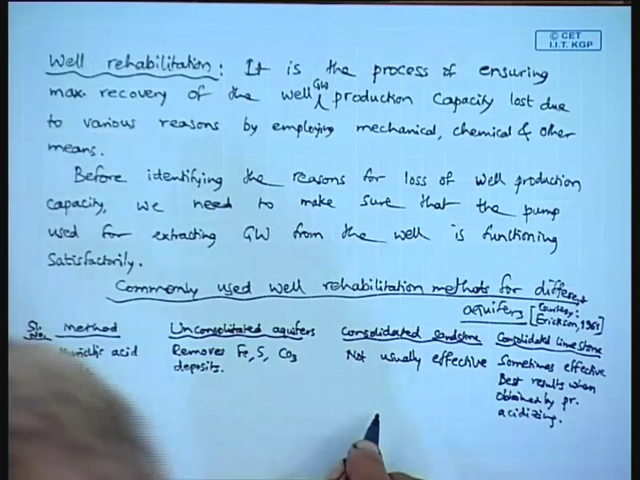 © CET
I.I.T. KGP
Well rehabilitation: It is the process of ensuring
max. recovery of the well GW production capacity lost due
to various reasons by employing mechanical, chemical & other
means.
Before identifying the reasons for loss of well production
capacity, we need to make sure that the pump
used for extracting GW from the well is functioning
satisfactorily.
Commonly used well rehabilitation methods for different
aquifers [Courtesy:
Erickson, 1961]
Sl. No. Method Unconsolidated aquifers Consolidated sandstone Consolidated limestone
acid Removes Fe, S, CO3 Not usually effective Sometimes effective
deposits. Best results when
obtained by pr.
acidizing.